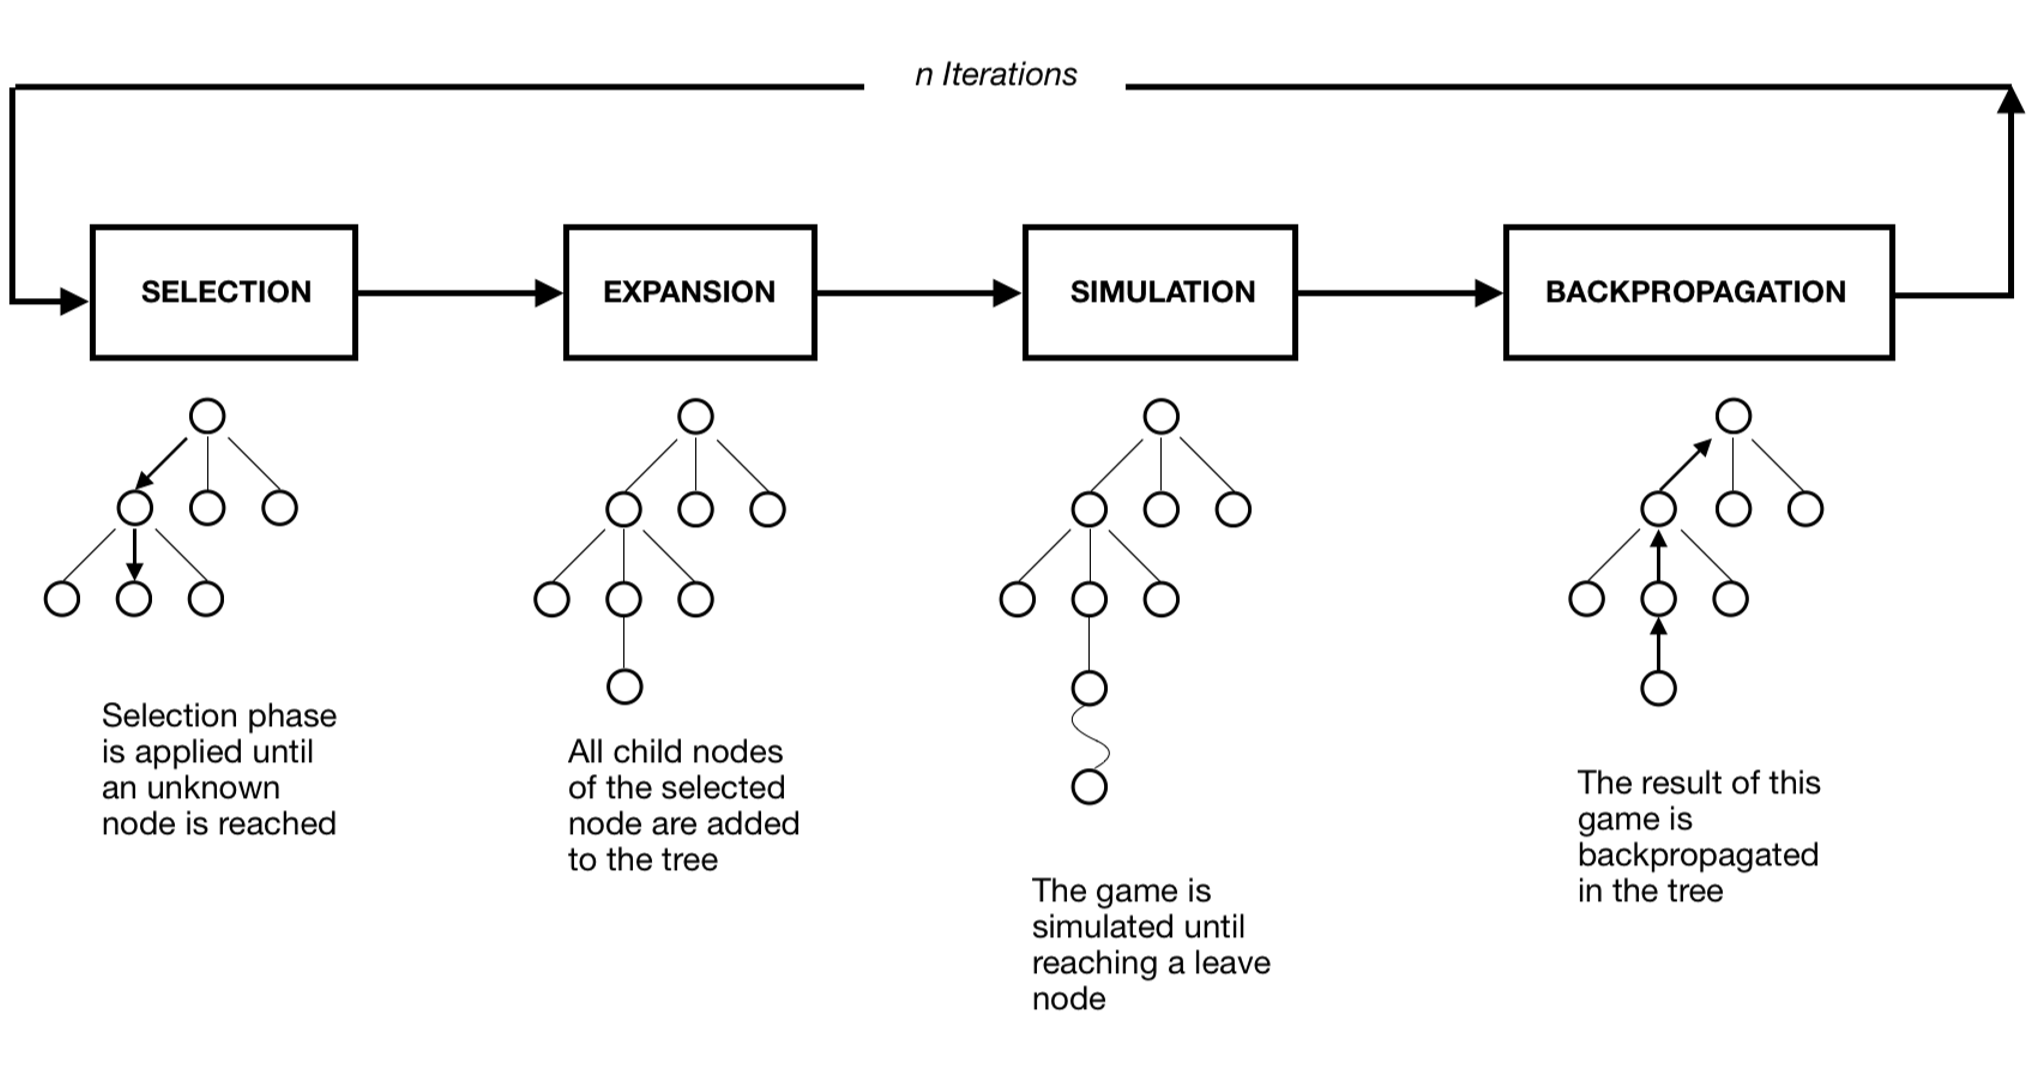 n Iterations
SELECTION
EXPANSION
SIMULATION
BACKPROPAGATION
Selection phase
is applied until
an unknown
node is reached
All child nodes
of the selected
node are added
to the tree
The game is
simulated until
reaching a leave
node
The result of this
game is
backpropagated
in the tree